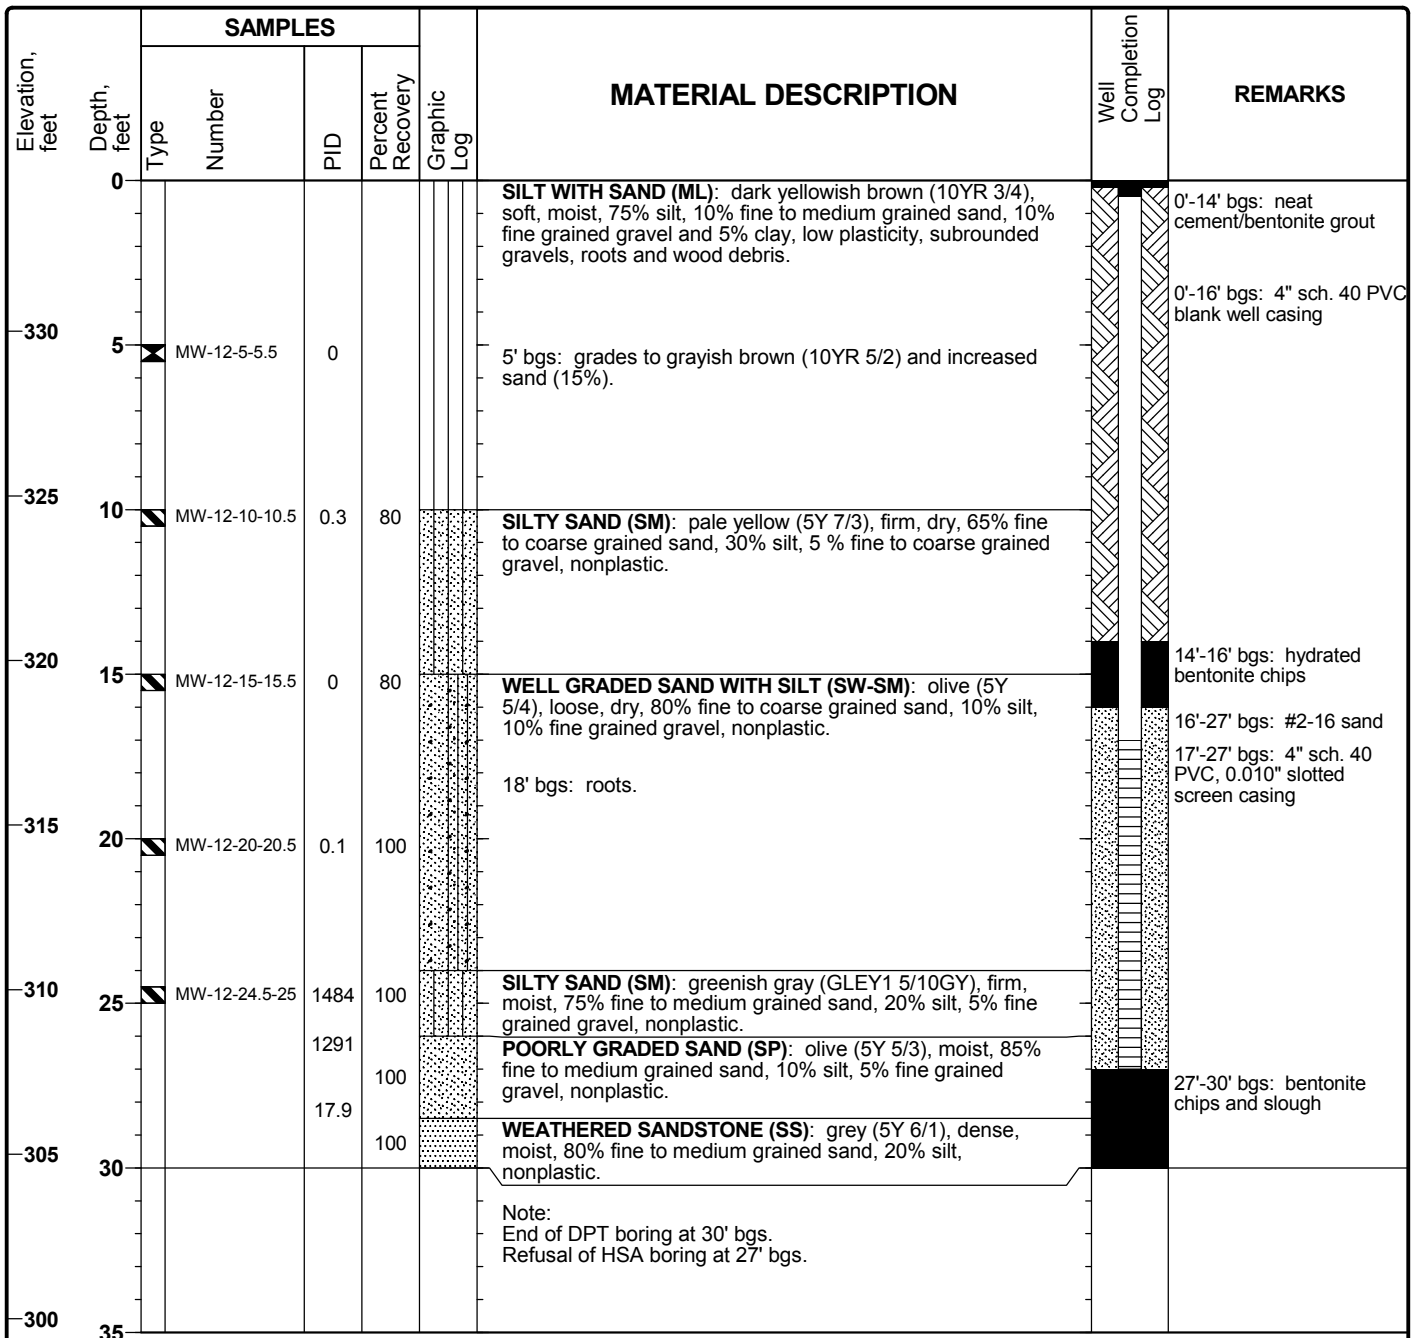 SAMPLES
Elevation,
feet
Depth,
feet
Type
Number
PID
Percent
Recovery
Graphic
Log
MATERIAL DESCRIPTION
Well
Completion
Log
REMARKS
0
SILT WITH SAND (ML): dark yellowish brown (10YR 3/4),
soft, moist, 75% silt, 10% fine to medium grained sand, 10%
fine grained gravel and 5% clay, low plasticity, subrounded
gravels, roots and wood debris.
0'-14' bgs: neat
cement/bentonite grout
0'-16' bgs: 4" sch. 40 PVC
blank well casing
330
5
MW-12-5-5.5 0
5' bgs: grades to grayish brown (10YR 5/2) and increased
sand (15%).
325
10
MW-12-10-10.5 0.3 80
SILTY SAND (SM): pale yellow (5Y 7/3), firm, dry, 65% fine
to coarse grained sand, 30% silt, 5 % fine to coarse grained
gravel, nonplastic.
320
15
MW-12-15-15.5 0 80
WELL GRADED SAND WITH SILT (SW-SM): olive (5Y
5/4), loose, dry, 80% fine to coarse grained sand, 10% silt,
10% fine grained gravel, nonplastic.
18' bgs: roots.
14'-16' bgs: hydrated
bentonite chips
16'-27' bgs: #2-16 sand
17'-27' bgs: 4" sch. 40
PVC, 0.010" slotted
screen casing
315
20
MW-12-20-20.5 0.1 100
310
25
MW-12-24.5-25 1484 100
SILTY SAND (SM): greenish gray (GLEY1 5/10GY), firm,
moist, 75% fine to medium grained sand, 20% silt, 5% fine
grained gravel, nonplastic.
1291
100
POORLY GRADED SAND (SP): olive (5Y 5/3), moist, 85%
fine to medium grained sand, 10% silt, 5% fine grained
gravel, nonplastic.
27'-30' bgs: bentonite
chips and slough
17.9
100
WEATHERED SANDSTONE (SS): grey (5Y 6/1), dense,
moist, 80% fine to medium grained sand, 20% silt,
nonplastic.
305
30
Note:
End of DPT boring at 30' bgs.
Refusal of HSA boring at 27' bgs.
300
35